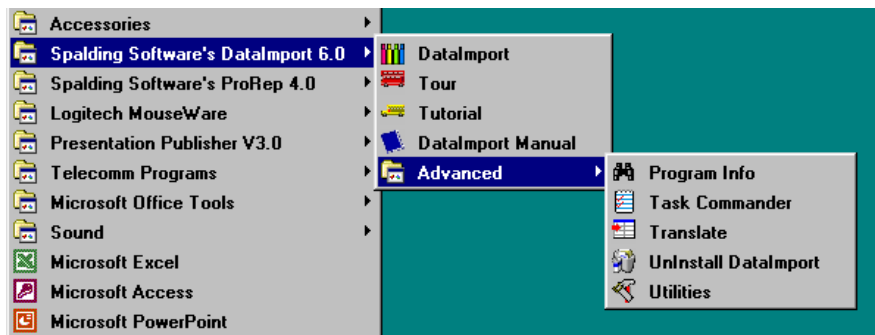 Accessories
Spalding Software's DataImport 6.0
Spalding Software's ProRep 4.0
Logitech MouseWare
Presentation Publisher V3.0
Telecomm Programs
Microsoft Office Tools
Sound
Microsoft Excel
Microsoft Access
Microsoft PowerPoint
DataImport
Tour
Tutorial
DataImport Manual
Advanced
Program Info
Task Commander
Translate
UnInstall DataImport
Utilities